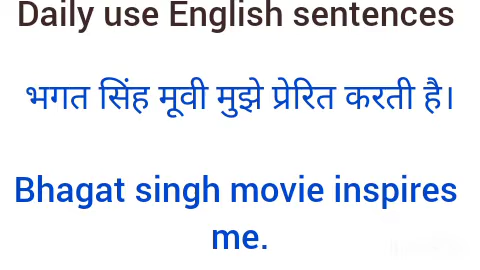 Daily use English sentences
भगत सिंह मूवी मुझे प्रेरित करती है।
Bhagat singh movie inspires
me.